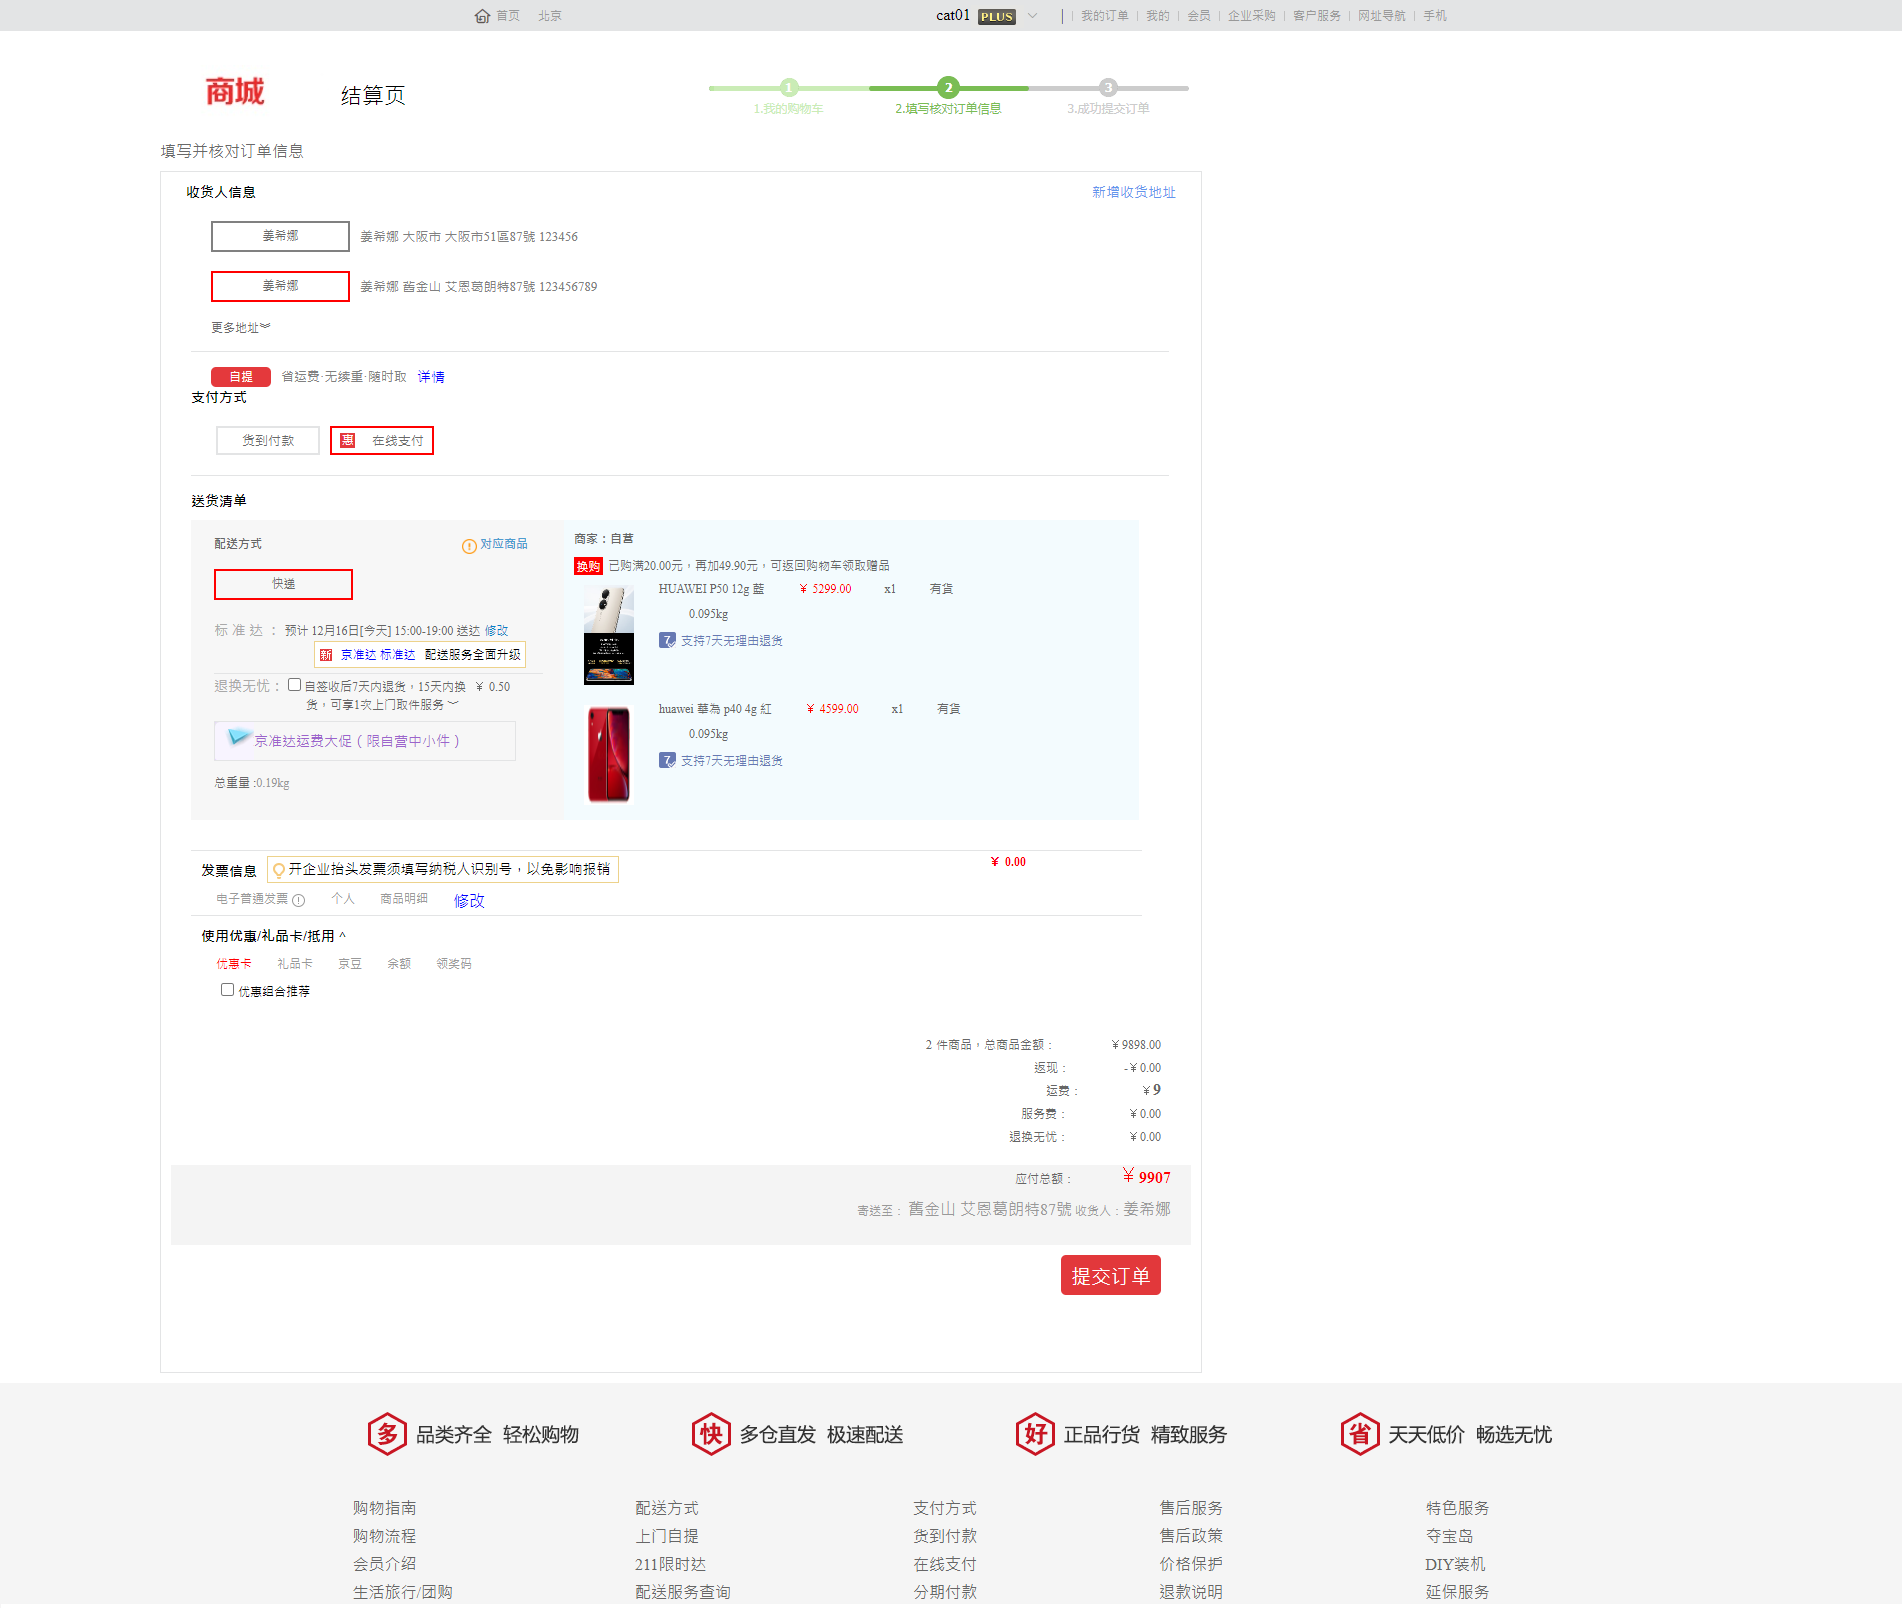 首页 北京 cat01 PLUS 我的订单 我的 会员 企业采购 客户服务 网址导航 手机
商城 结算页
1 2 3
1.我的购物车 2.填写核对订单信息 3.成功提交订单
填写并核对订单信息
收货人信息 新增收货地址
姜希娜 姜希娜 大阪市 大阪市51區87號 123456
姜希娜 姜希娜 舊金山 艾恩葛朗特87號 123456789
更多地址
自提 省运费·无续重·随时取 详情
支付方式
货到付款 惠 在线支付
送货清单
配送方式 对应商品
快递
标 准 达 ： 预计 12月16日[今天] 15:00-19:00 送达 修改
新 京准达 标准达 配送服务全面升级
退换无忧： 自签收后7天内退货，15天内换 ¥ 0.50
货，可享1次上门取件服务
京准达运费大促（限自营中小件）
总重量 :0.19kg
商家：自营
换购 已购满20.00元，再加49.90元，可返回购物车领取赠品
HUAWEI P50 12g 藍 ¥ 5299.00 x1 有货
0.095kg
7 支持7天无理由退货
huawei 華為 p40 4g 紅 ¥ 4599.00 x1 有货
0.095kg
7 支持7天无理由退货
¥ 0.00
发票信息 开企业抬头发票须填写纳税人识别号，以免影响报销
电子普通发票 个人 商品明细 修改
使用优惠/礼品卡/抵用 ^
优惠卡 礼品卡 京豆 余额 领奖码
优惠组合推荐
2 件商品，总商品金额： ¥9898.00
返现： -¥0.00
运费： ¥9
服务费： ¥0.00
退换无忧： ¥0.00
应付总额： ¥9907
寄送至： 舊金山 艾恩葛朗特87號 收货人：姜希娜
提交订单
多 品类齐全 轻松购物 快 多仓直发 极速配送 好 正品行货 精致服务 省 天天低价 畅选无忧
购物指南 配送方式 支付方式 售后服务 特色服务
购物流程 上门自提 货到付款 售后政策 夺宝岛
会员介绍 211限时达 在线支付 价格保护 DIY装机
生活旅行/团购 配送服务查询 分期付款 退款说明 延保服务